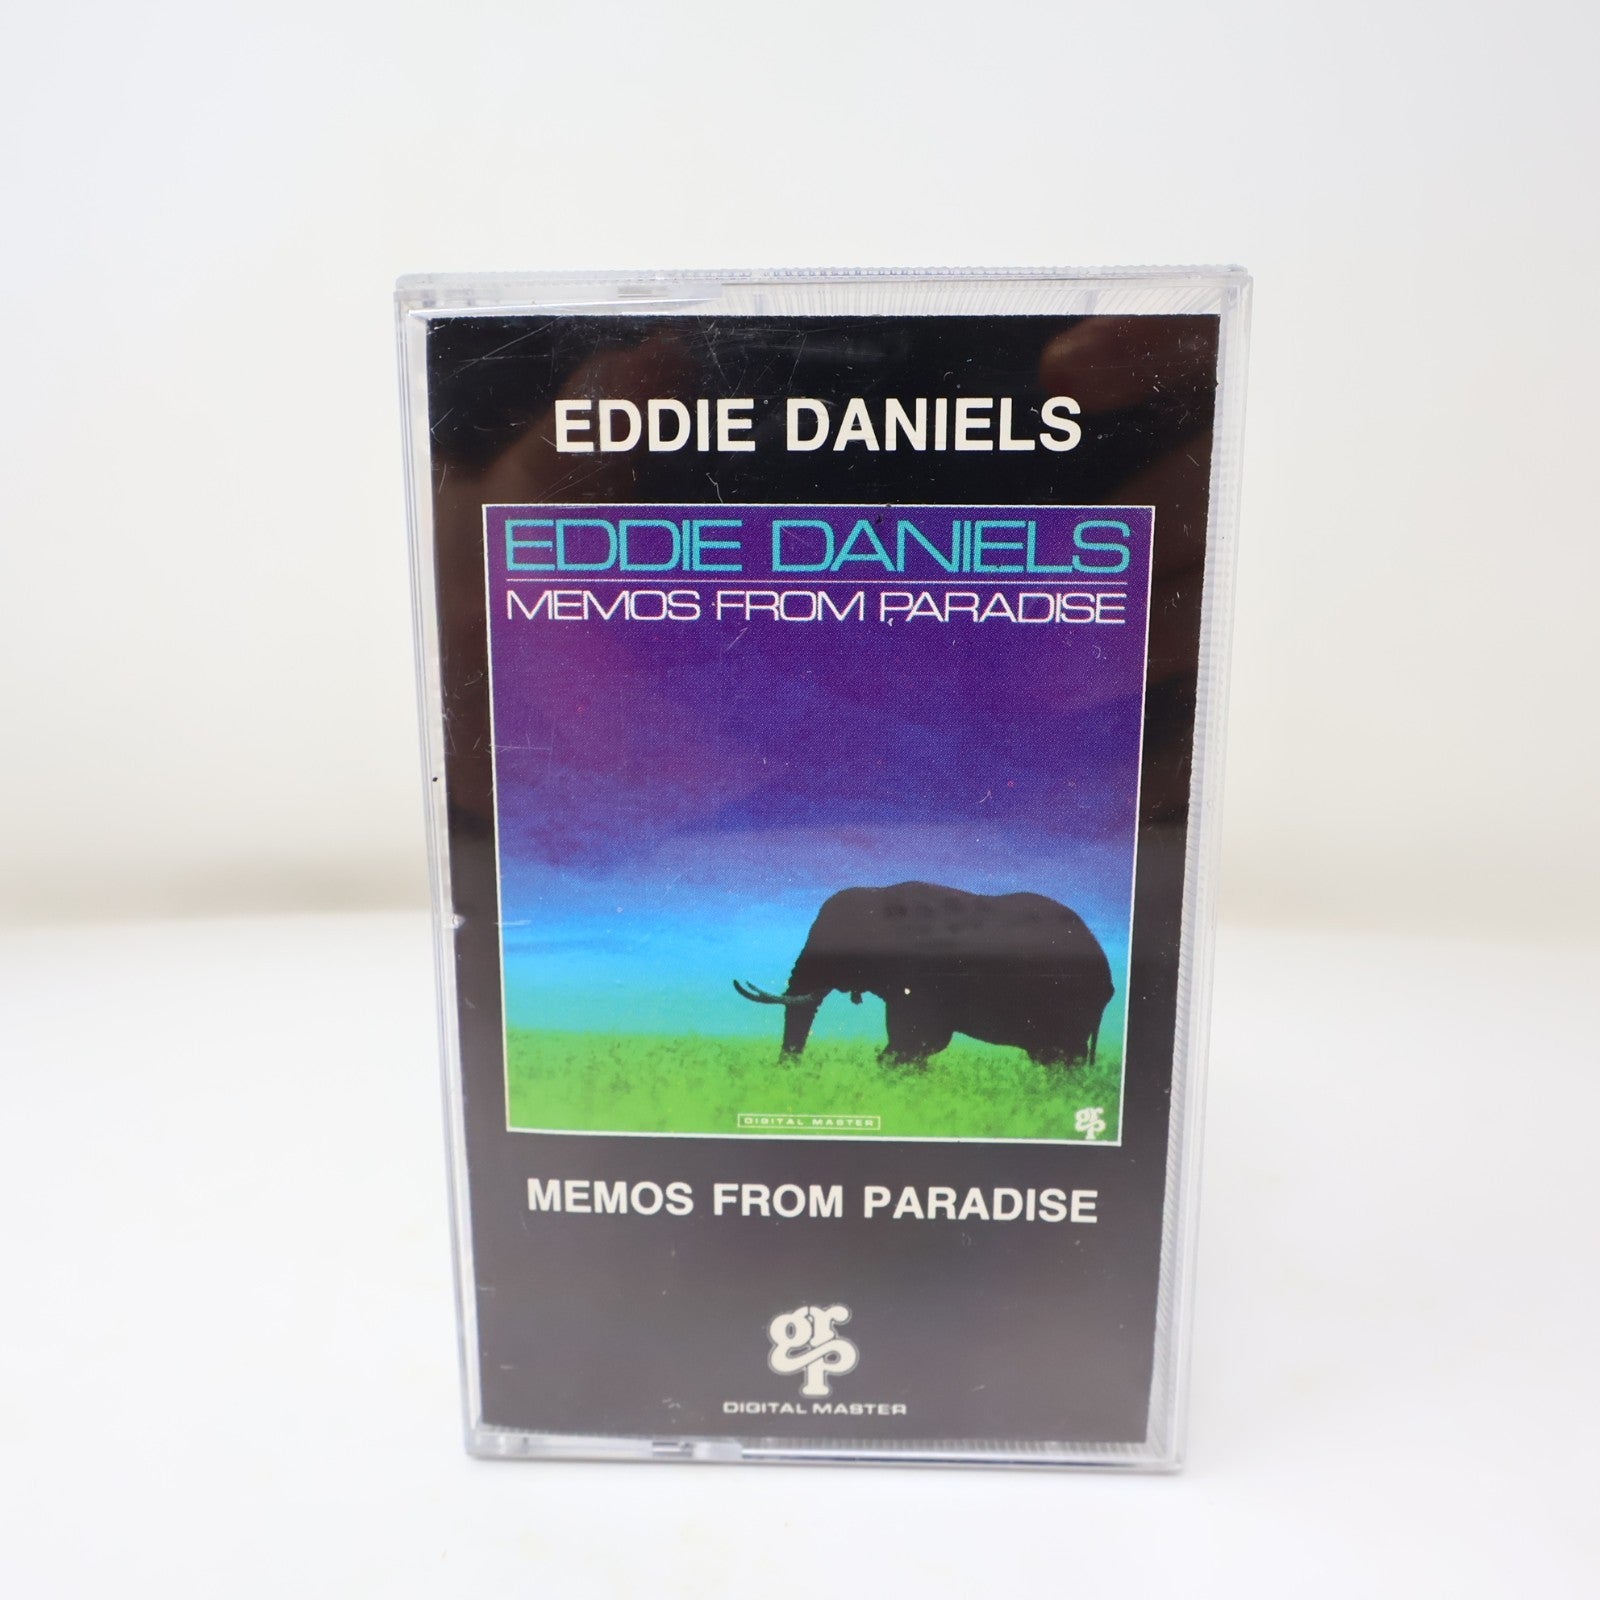 EDDIE DANIELS
EDDIE DANIELS
MEMOS FROM PARADISE
DIGITAL MASTER
grp
MEMOS FROM PARADISE
grp
DIGITAL MASTER